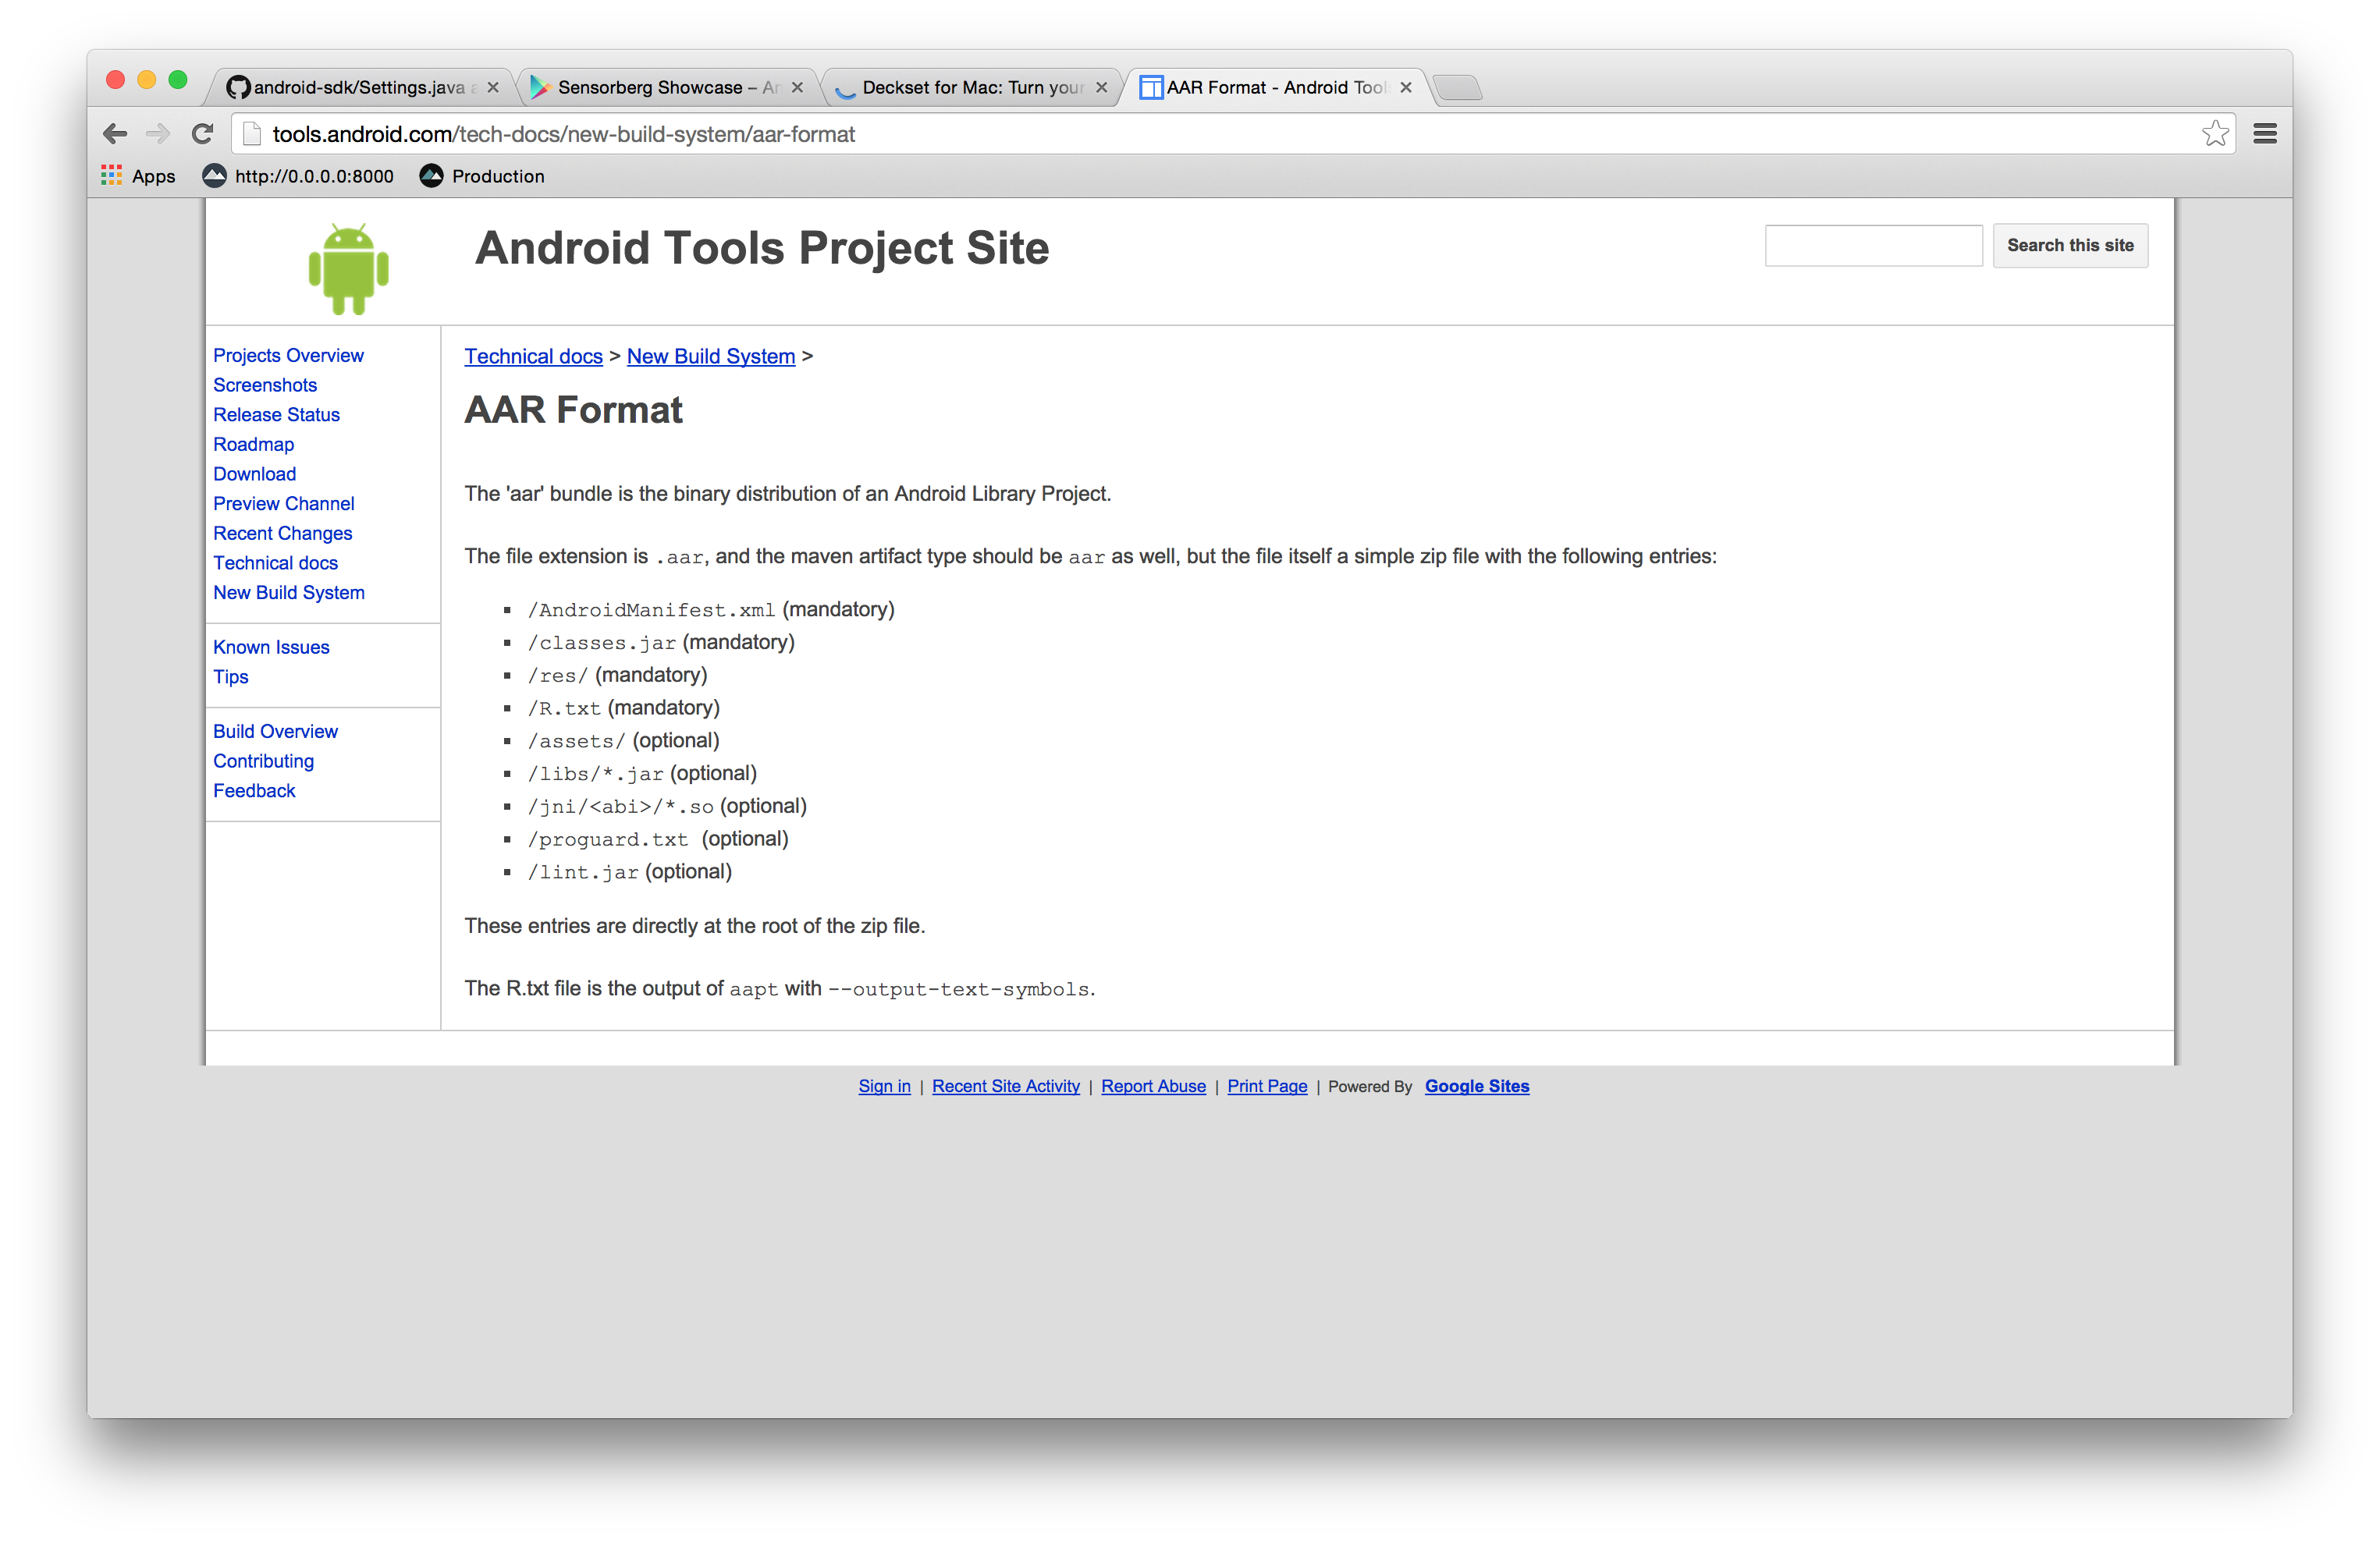 android-sdk/Settings.java
Sensorberg Showcase –
Deckset for Mac: Turn your
AAR Format - Android Tool
tools.android.com/tech-docs/new-build-system/aar-format
Apps
http://0.0.0.0:8000
Production
Android Tools Project Site
Search this site
Projects Overview
Screenshots
Release Status
Roadmap
Download
Preview Channel
Recent Changes
Technical docs
New Build System
Known Issues
Tips
Build Overview
Contributing
Feedback
Technical docs > New Build System >
AAR Format
The 'aar' bundle is the binary distribution of an Android Library Project.
The file extension is .aar, and the maven artifact type should be aar as well, but the file itself a simple zip file with the following entries:
/AndroidManifest.xml (mandatory)
/classes.jar (mandatory)
/res/ (mandatory)
/R.txt (mandatory)
/assets/ (optional)
/libs/*.jar (optional)
/jni/<abi>/*.so (optional)
/proguard.txt (optional)
/lint.jar (optional)
These entries are directly at the root of the zip file.
The R.txt file is the output of aapt with --output-text-symbols.
Sign in | Recent Site Activity | Report Abuse | Print Page | Powered By Google Sites